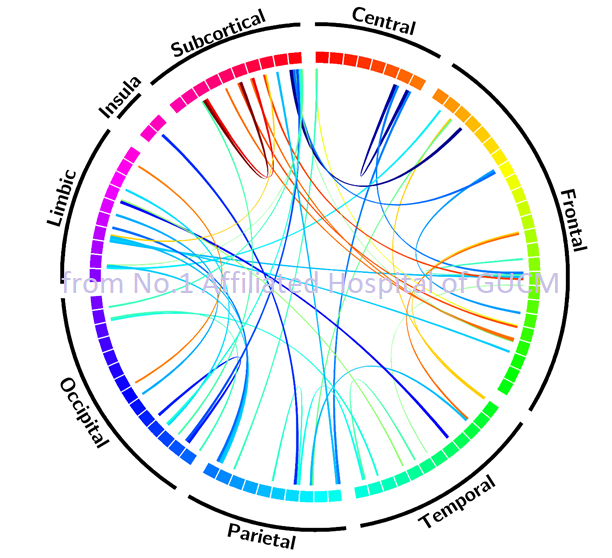 Subcortical
Central
Insula
Limbic
Frontal
from No.1 Affiliated Hospital of GUCM
Occipital
Temporal
Parietal